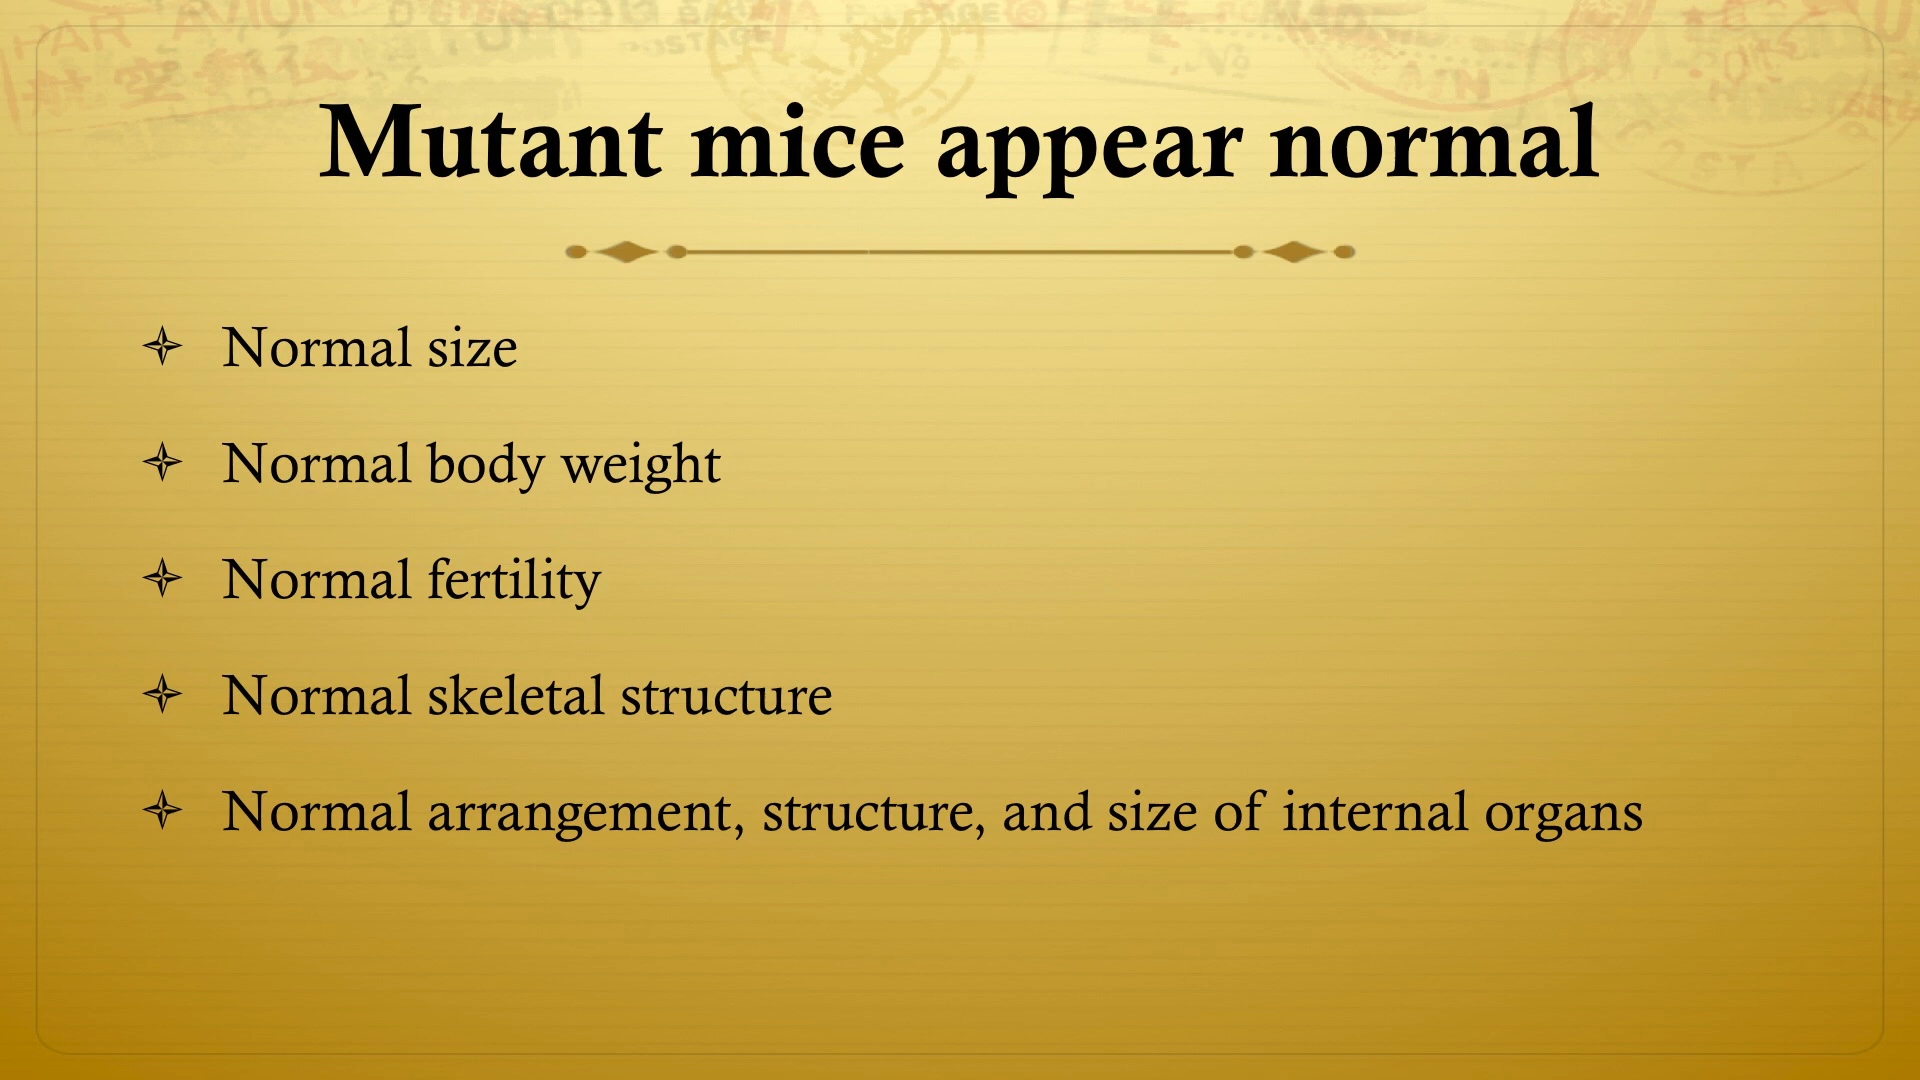 Mutant mice appear normal
Normal size
Normal body weight
Normal fertility
Normal skeletal structure
Normal arrangement, structure, and size of internal organs